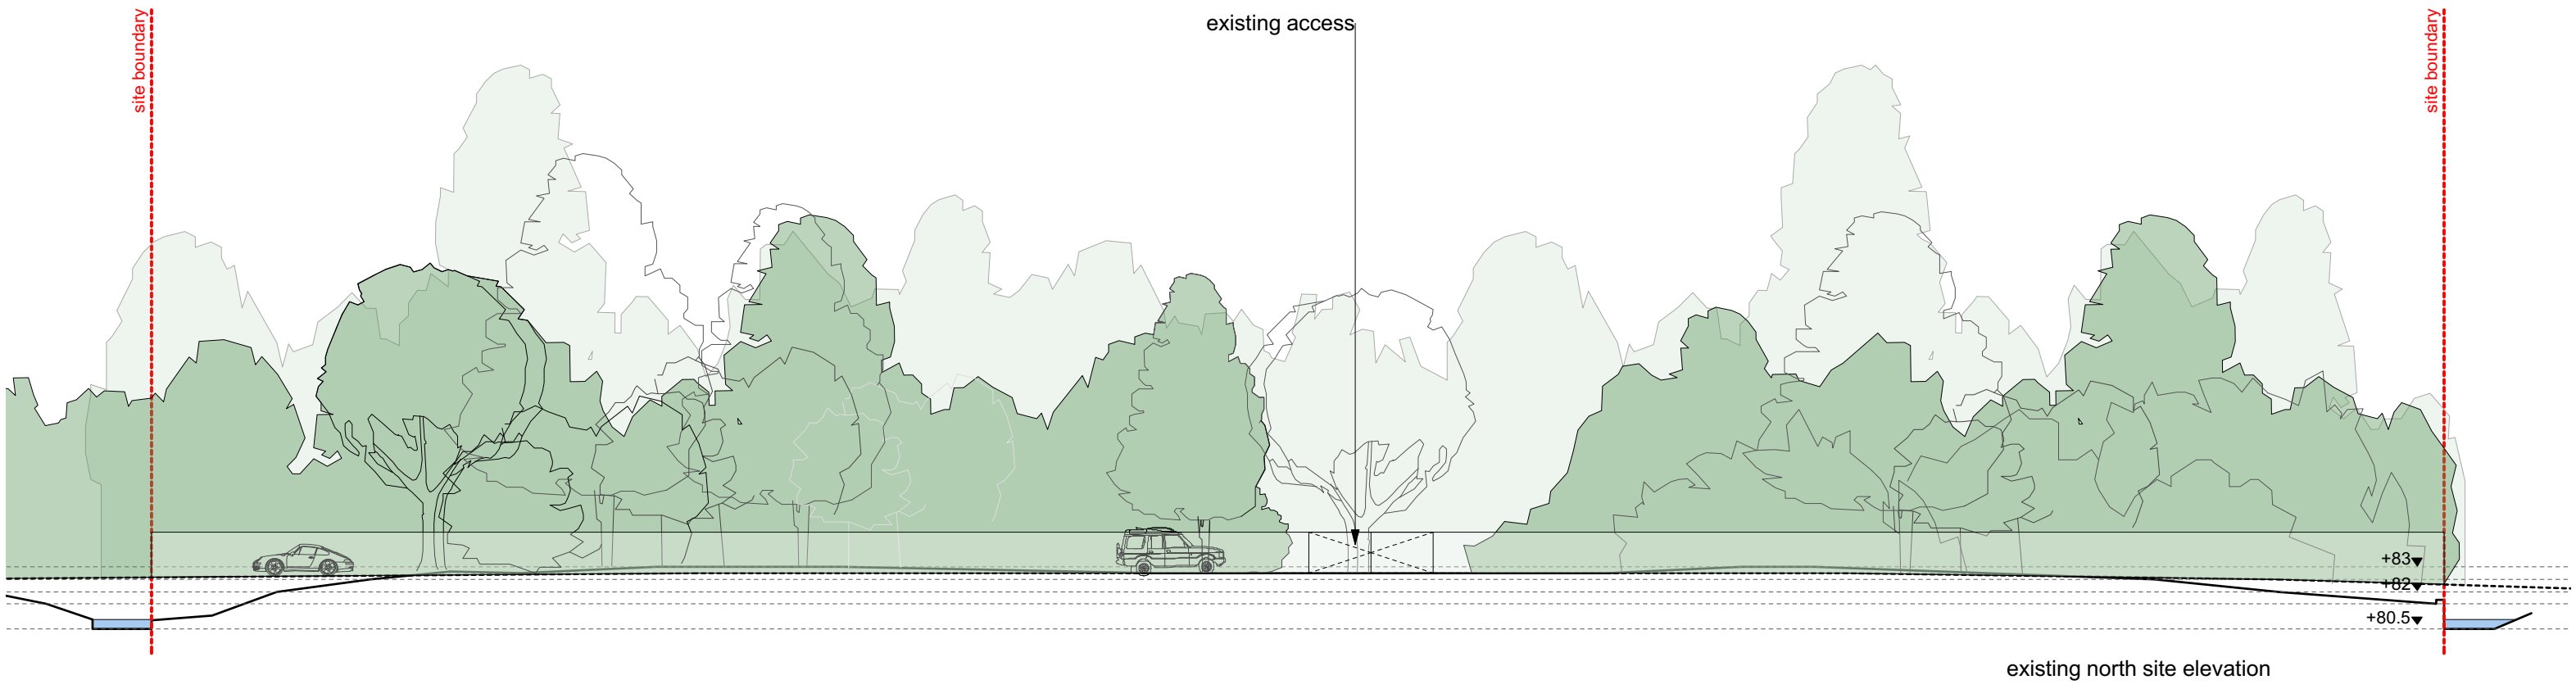 existing access
site boundary
site boundary
+83
+82
+80.5
existing north site elevation